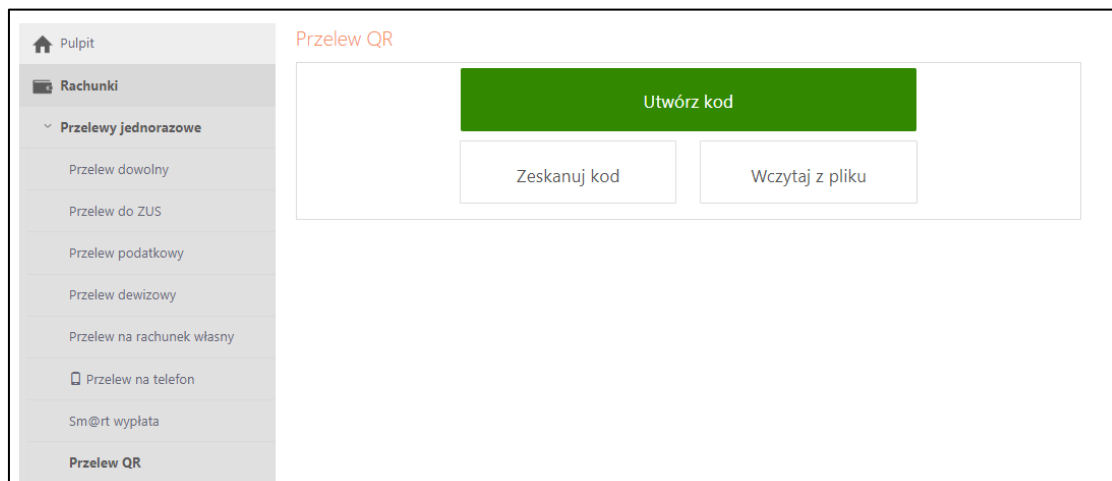 Pulpit
Rachunki
Przelewy jednorazowe
Przelew dowolny
Przelew do ZUS
Przelew podatkowy
Przelew dewizowy
Przelew na rachunek własny
Przelew na telefon
Sm@rt wypłata
Przelew QR
Przelew QR
Utwórz kod
Zeskanuj kod Wczytaj z pliku